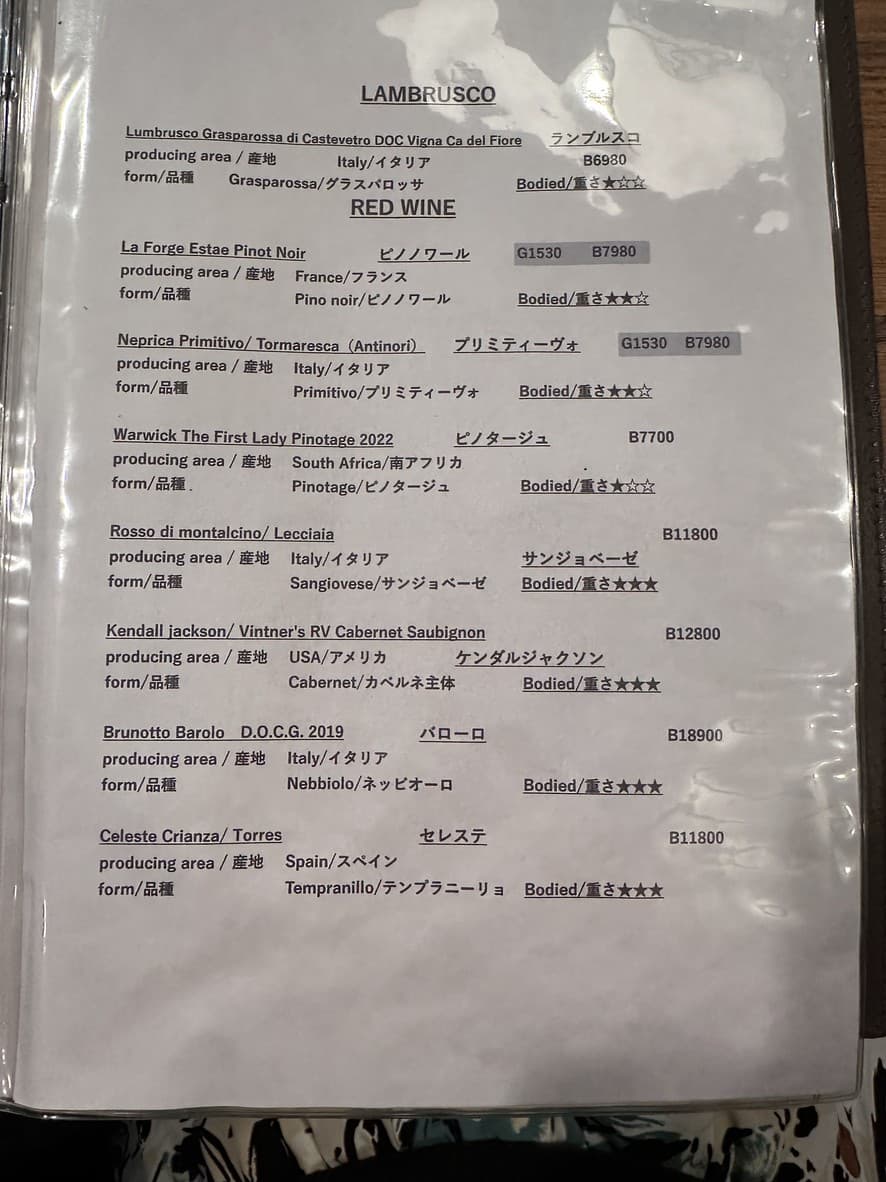 LAMBRUSCO
Lumbrusco Grasparossa di Castevetro DOC Vigna Ca del Fiore ランブルスコ
producing area / 産地 Italy/イタリア B6980
form/品種 Grasparossa/グラスパロッサ Bodied/重さ★☆☆
RED WINE
La Forge Estae Pinot Noir ピノノワール G1530 B7980
producing area / 産地 France/フランス
form/品種 Pino noir/ピノノワール Bodied/重さ★★☆
Neprica Primitivo/ Tormaresca（Antinori） プリミティーヴォ G1530 B7980
producing area / 産地 Italy/イタリア
form/品種 Primitivo/プリミティーヴォ Bodied/重さ★★☆
Warwick The First Lady Pinotage 2022 ピノタージュ B7700
producing area / 産地 South Africa/南アフリカ
form/品種 Pinotage/ピノタージュ Bodied/重さ★☆☆
Rosso di montalcino/ Lecciaia B11800
producing area / 産地 Italy/イタリア サンジョベーゼ
form/品種 Sangiovese/サンジョベーゼ Bodied/重さ★★★
Kendall jackson/ Vintner's RV Cabernet Saubignon B12800
producing area / 産地 USA/アメリカ ケンダルジャクソン
form/品種 Cabernet/カベルネ主体 Bodied/重さ★★★
Brunotto Barolo D.O.C.G. 2019 バローロ B18900
producing area / 産地 Italy/イタリア
form/品種 Nebbiolo/ネッビオーロ Bodied/重さ★★★
Celeste Crianza/ Torres セレステ B11800
producing area / 産地 Spain/スペイン
form/品種 Tempranillo/テンプラニーリョ Bodied/重さ★★★